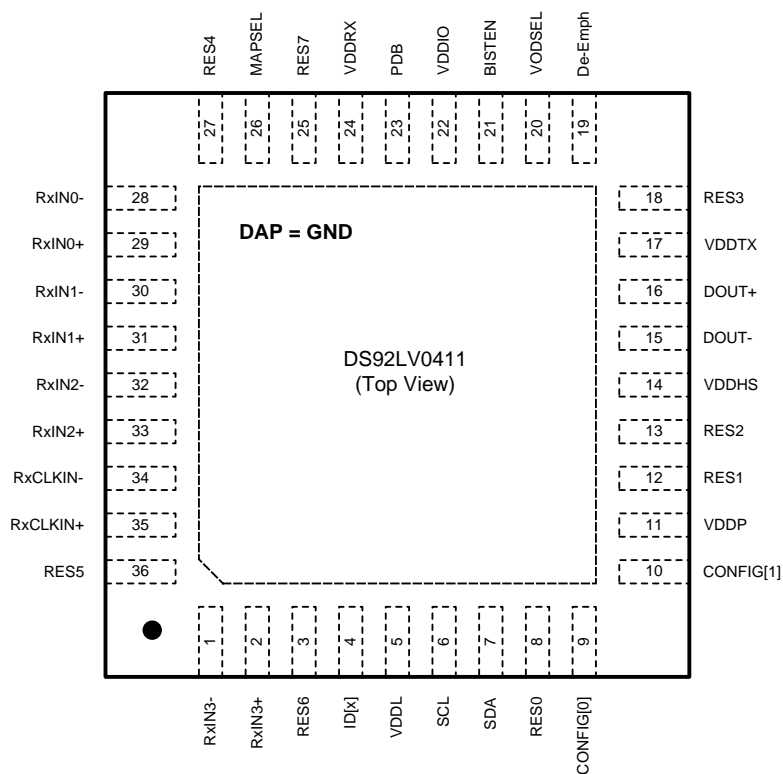 RES4
MAPSEL
RES7
VDDRX
PDB
VDDIO
BISTEN
VODSEL
De-Emph
27
26
25
24
23
22
21
20
19
RxIN0- 28
RxIN0+ 29
RxIN1- 30
RxIN1+ 31
RxIN2- 32
RxIN2+ 33
RxCLKIN- 34
RxCLKIN+ 35
RES5 36
DAP = GND
DS92LV0411
(Top View)
18 RES3
17 VDDTX
16 DOUT+
15 DOUT-
14 VDDHS
13 RES2
12 RES1
11 VDDP
10 CONFIG[1]
1
2
3
4
5
6
7
8
9
RxIN3-
RxIN3+
RES6
ID[x]
VDDL
SCL
SDA
RES0
CONFIG[0]